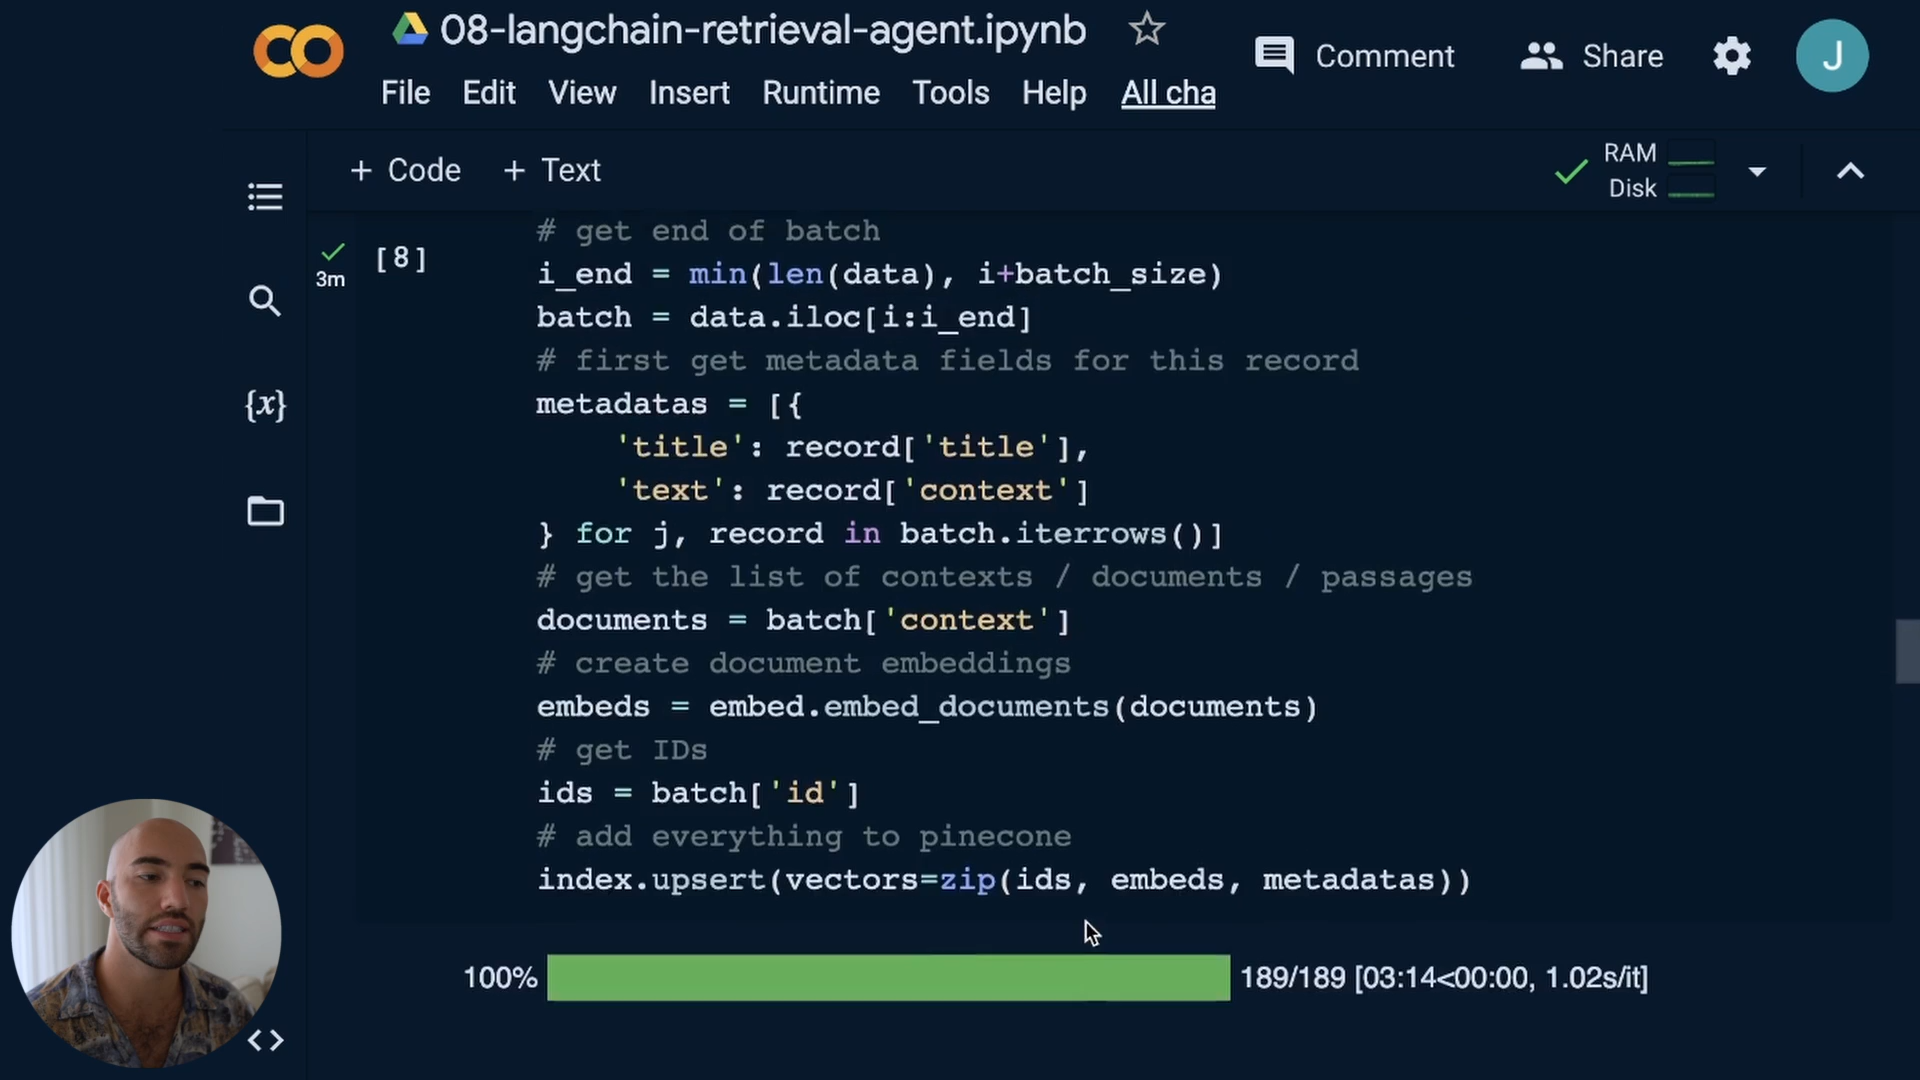 08-langchain-retrieval-agent.ipynb
Comment
Share
J
File Edit View Insert Runtime Tools Help All cha
+ Code + Text
RAM
Disk
3m
[8]
# get end of batch
i_end = min(len(data), i+batch_size)
batch = data.iloc[i:i_end]
# first get metadata fields for this record
metadatas = [{
'title': record['title'],
'text': record['context']
} for j, record in batch.iterrows()]
# get the list of contexts / documents / passages
documents = batch['context']
# create document embeddings
embeds = embed.embed_documents(documents)
# get IDs
ids = batch['id']
# add everything to pinecone
index.upsert(vectors=zip(ids, embeds, metadatas))
100% 189/189 [03:14<00:00, 1.02s/it]
{x}
<>